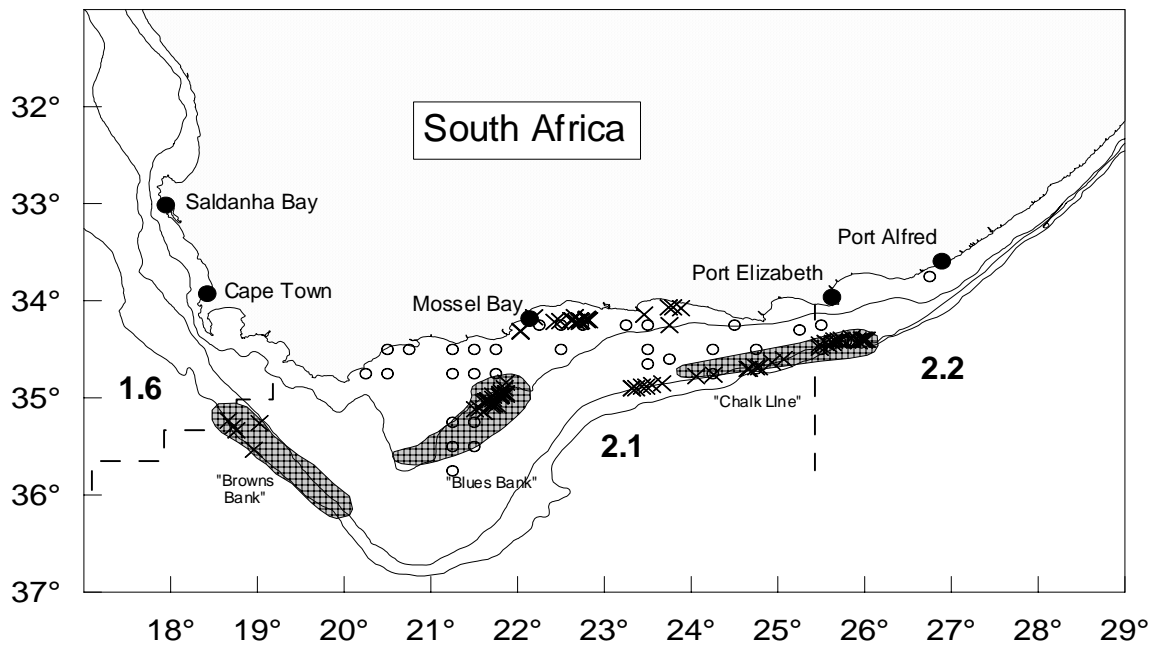 32°
South Africa
33°
Saldanha Bay
Port Alfred
Port Elizabeth
34°
Cape Town
Mossel Bay
1.6
2.2
35°
"Chalk LIne"
2.1
"Browns
Bank"
"Blues Bank"
36°
37°
18° 19° 20° 21° 22° 23° 24° 25° 26° 27° 28° 29°